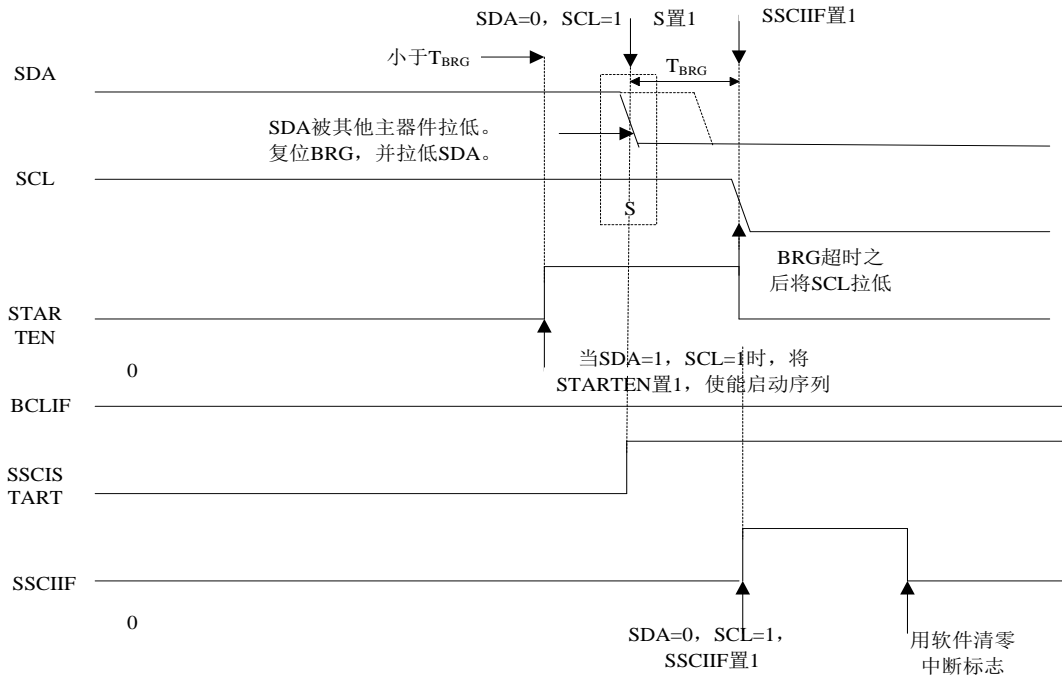 SDA=0，SCL=1
S置1
SSCIIF置1
小于TBRG
TBRG
SDA
SDA被其他主器件拉低。
复位BRG，并拉低SDA。
SCL
S
BRG超时之
后将SCL拉低
STAR
TEN
0
当SDA=1，SCL=1时，将
STARTEN置1，使能启动序列
BCLIF
SSCIS
TART
SSCIIF
0
SDA=0，SCL=1，
SSCIIF置1
用软件清零
中断标志